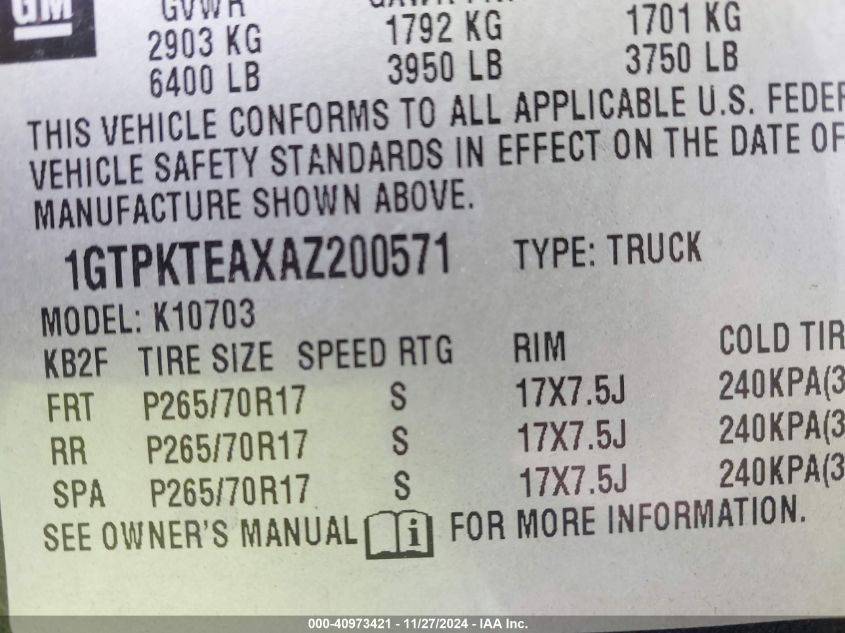 GM
GVWR
2903 KG 1792 KG 1701 KG
6400 LB 3950 LB 3750 LB
THIS VEHICLE CONFORMS TO ALL APPLICABLE U.S. FEDER
VEHICLE SAFETY STANDARDS IN EFFECT ON THE DATE OF
MANUFACTURE SHOWN ABOVE.
1GTPKTEAXAZ200571 TYPE: TRUCK
MODEL: K10703
KB2F TIRE SIZE SPEED RTG RIM COLD TIR
FRT P265/70R17 S 17X7.5J 240KPA(3
RR P265/70R17 S 17X7.5J 240KPA(3
SPA P265/70R17 S 17X7.5J 240KPA(3
SEE OWNER'S MANUAL i FOR MORE INFORMATION.
000-40973421 - 11/27/2024 - IAA Inc.